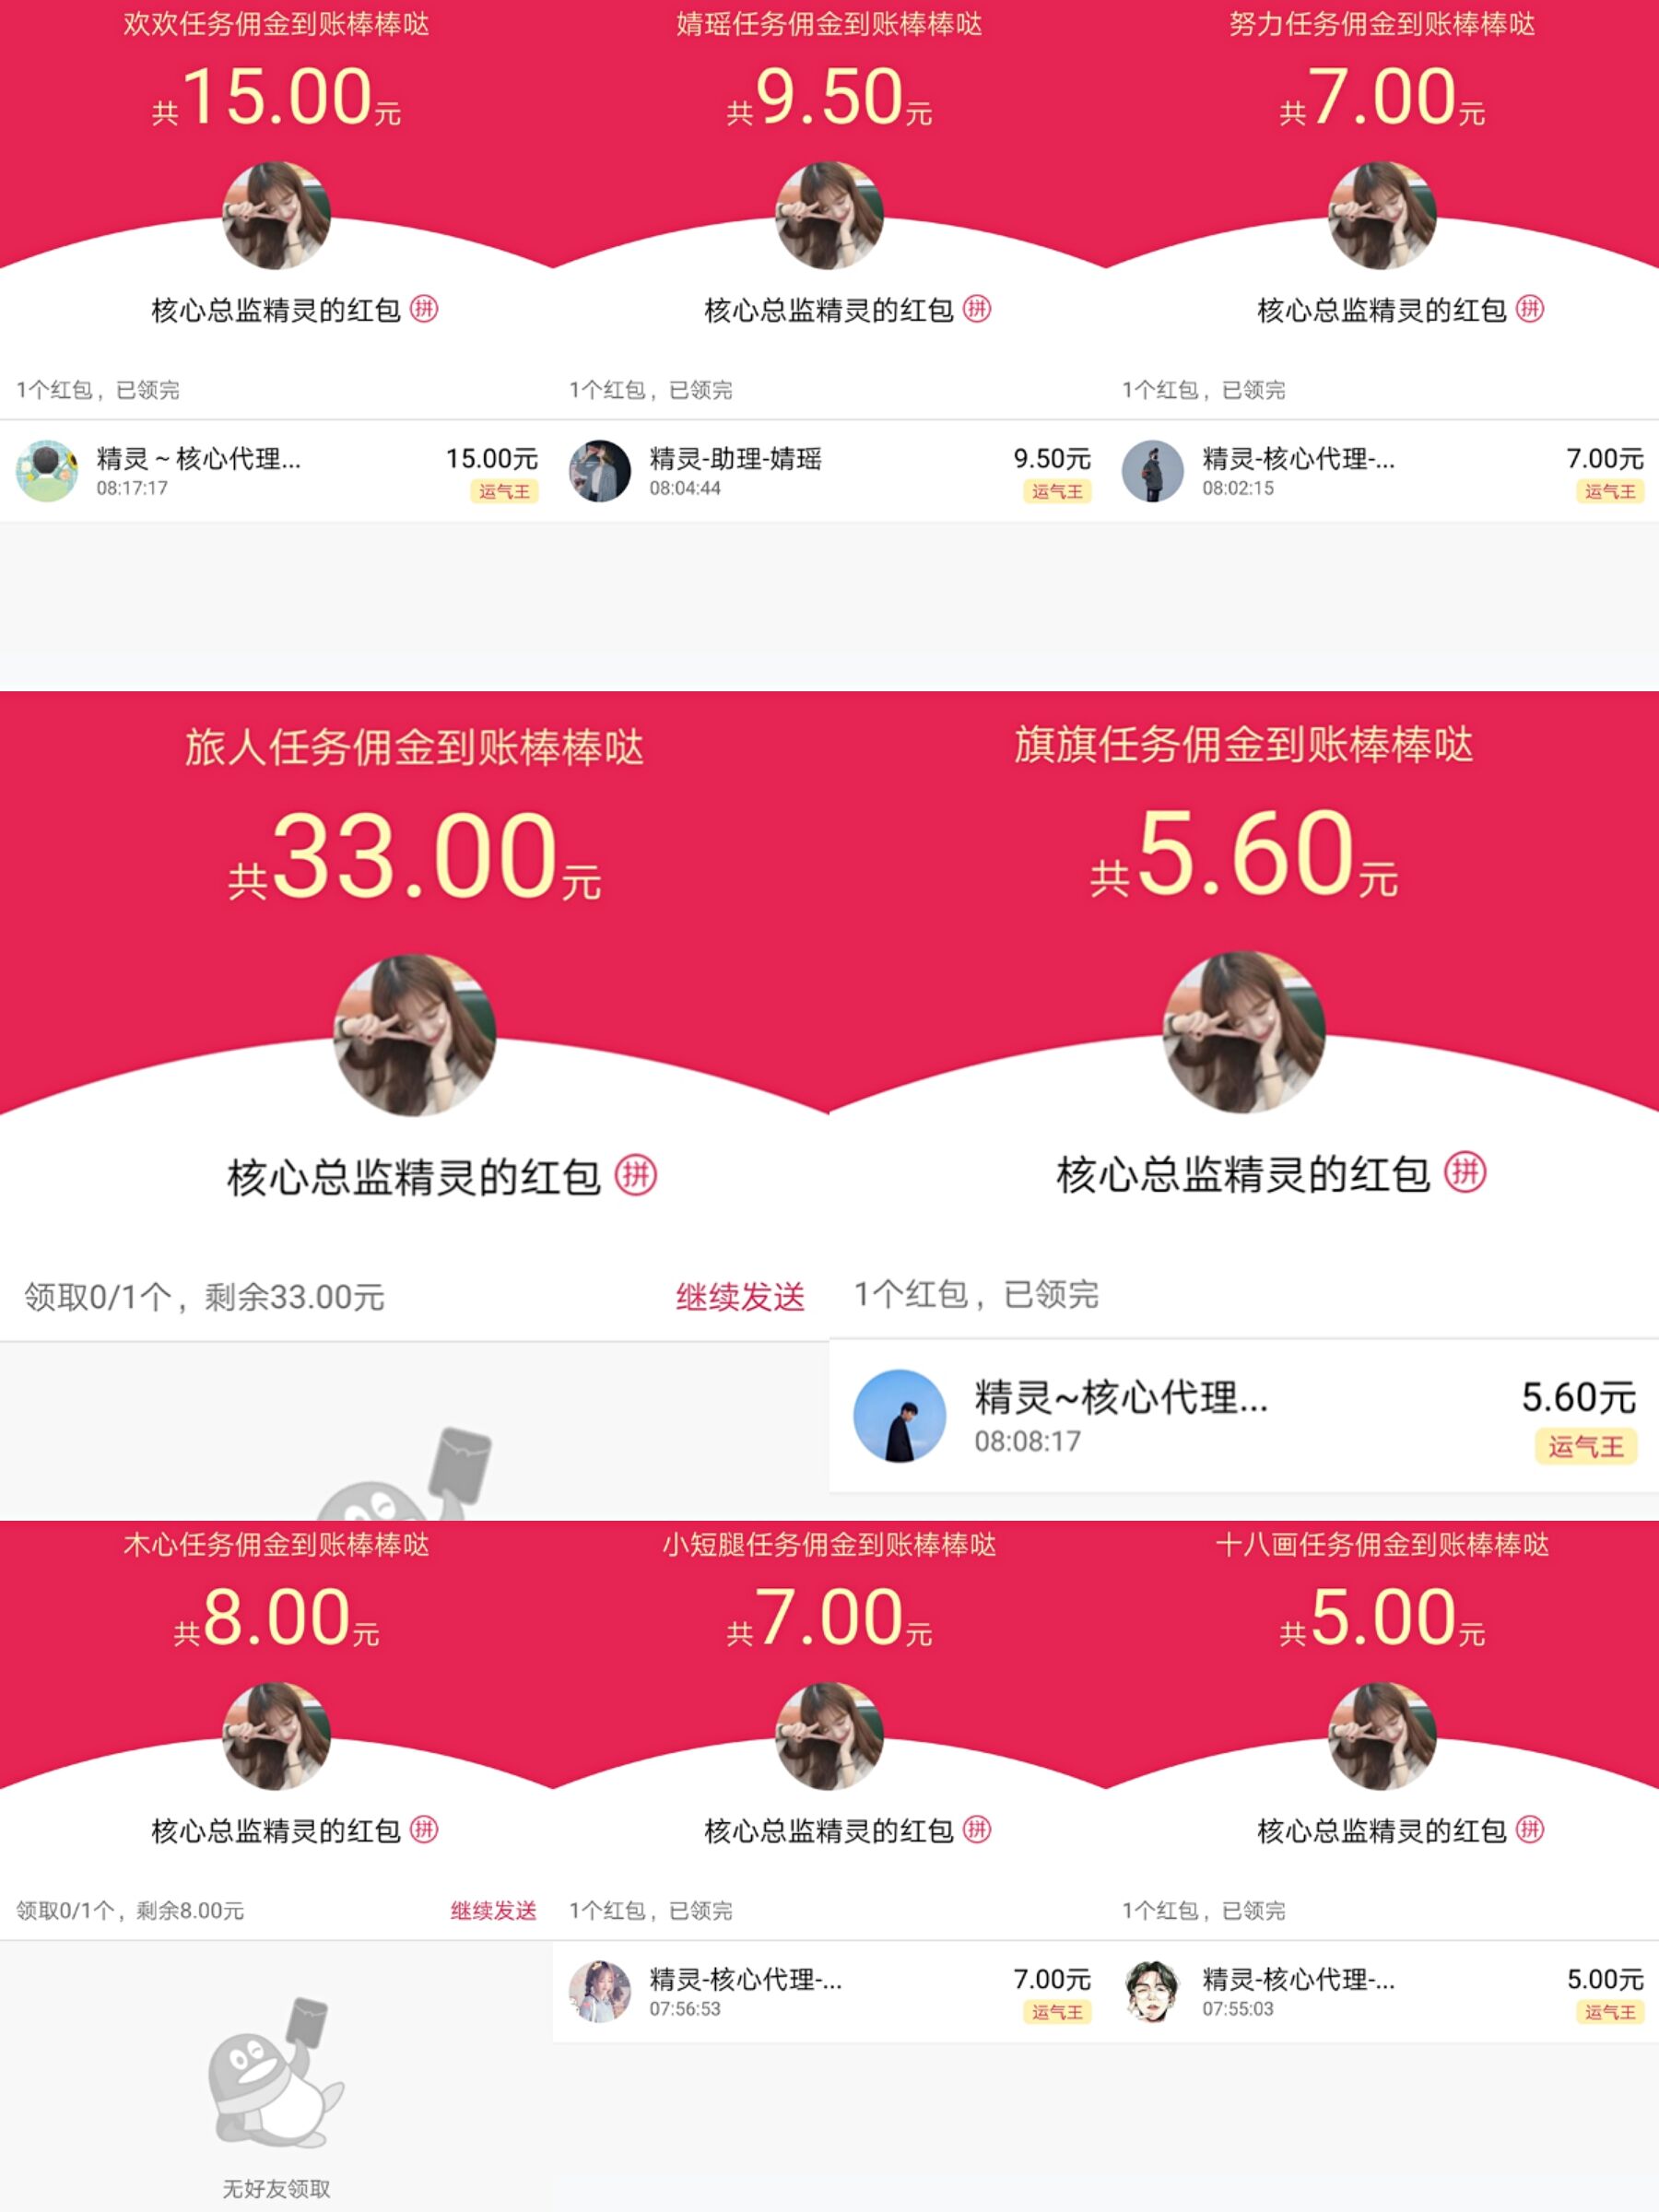 欢欢任务佣金到账棒棒哒
共15.00元
核心总监精灵的红包 拼
1个红包，已领完
精灵~核心代理... 15.00元
08:17:17 运气王
婧瑶任务佣金到账棒棒哒
共9.50元
核心总监精灵的红包 拼
1个红包，已领完
精灵-助理-婧瑶 9.50元
08:04:44 运气王
努力任务佣金到账棒棒哒
共7.00元
核心总监精灵的红包 拼
1个红包，已领完
精灵-核心代理-... 7.00元
08:02:15 运气王
旅人任务佣金到账棒棒哒
共33.00元
核心总监精灵的红包 拼
领取0/1个，剩余33.00元 继续发送
旗旗任务佣金到账棒棒哒
共5.60元
核心总监精灵的红包 拼
1个红包，已领完
精灵~核心代理... 5.60元
08:08:17 运气王
木心任务佣金到账棒棒哒
共8.00元
核心总监精灵的红包 拼
领取0/1个，剩余8.00元 继续发送
无好友领取
小短腿任务佣金到账棒棒哒
共7.00元
核心总监精灵的红包 拼
1个红包，已领完
精灵-核心代理-... 7.00元
07:56:53 运气王
十八画任务佣金到账棒棒哒
共5.00元
核心总监精灵的红包 拼
1个红包，已领完
精灵-核心代理-... 5.00元
07:55:03 运气王